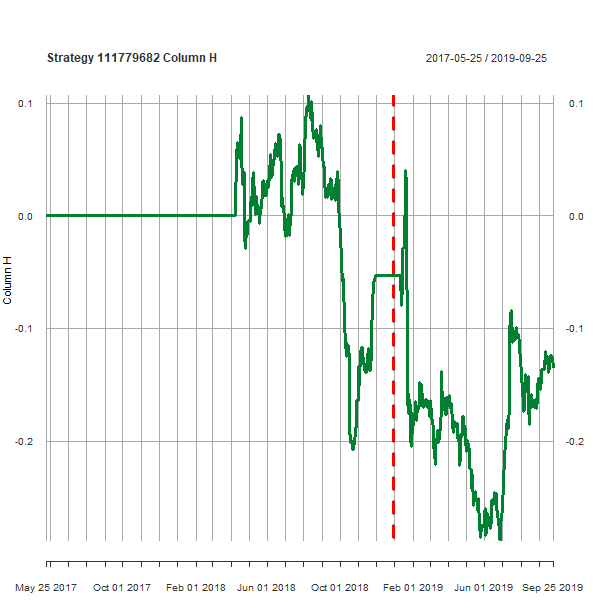 Strategy 111779682 Column H
2017-05-25 / 2019-09-25
0.1 0.1
0.0 0.0
-0.1 -0.1
-0.2 -0.2
Column H
May 25 2017 Oct 01 2017 Feb 01 2018 Jun 01 2018 Oct 01 2018 Feb 01 2019 Jun 01 2019 Sep 25 2019